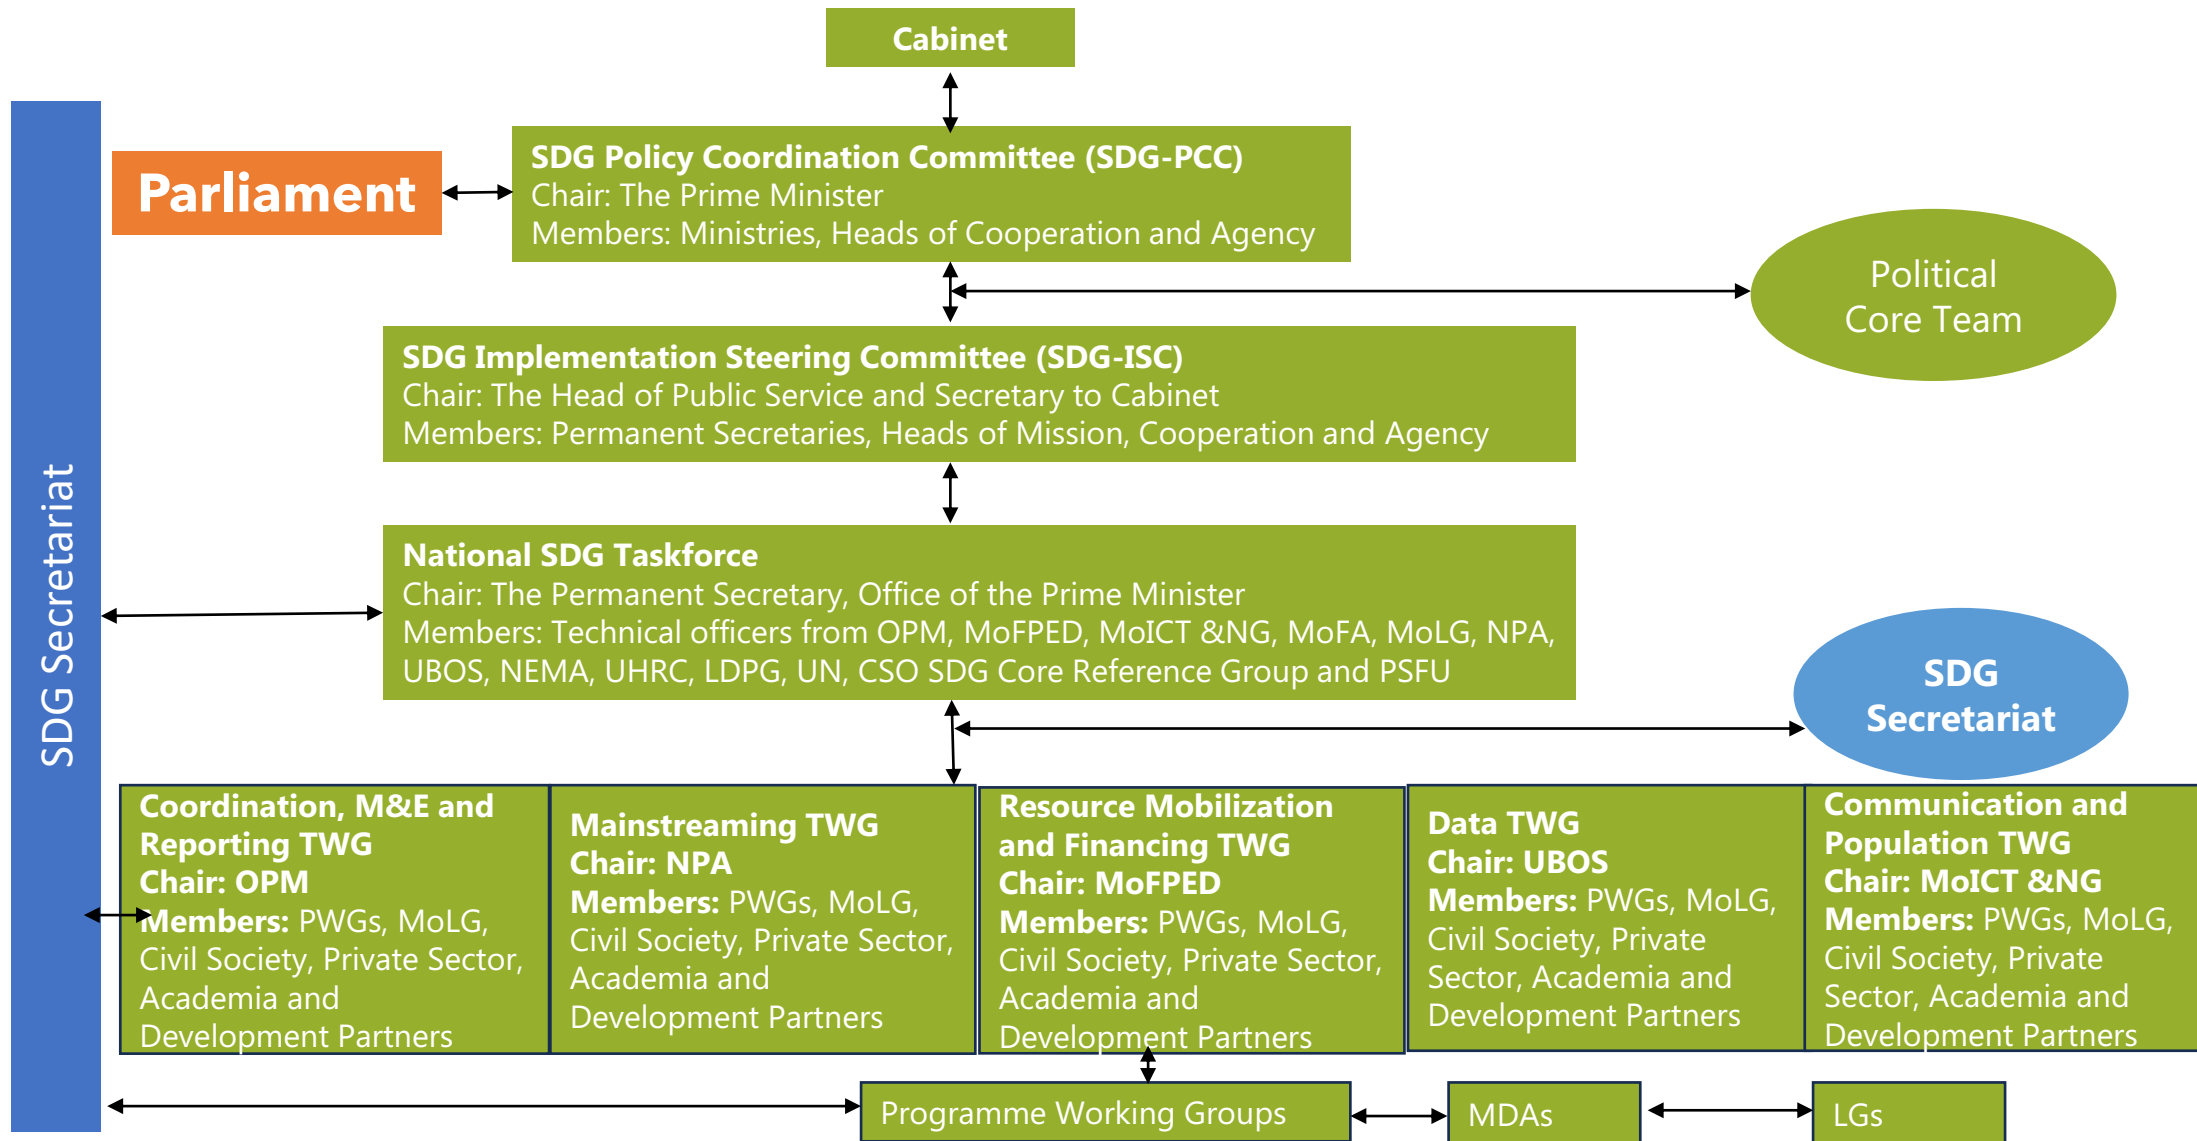 Cabinet
SDG Policy Coordination Committee (SDG-PCC)
Chair: The Prime Minister
Members: Ministries, Heads of Cooperation and Agency
Parliament
Political
Core Team
SDG Implementation Steering Committee (SDG-ISC)
Chair: The Head of Public Service and Secretary to Cabinet
Members: Permanent Secretaries, Heads of Mission, Cooperation and Agency
SDG Secretariat
National SDG Taskforce
Chair: The Permanent Secretary, Office of the Prime Minister
Members: Technical officers from OPM, MoFPED, MoICT &NG, MoFA, MoLG, NPA,
UBOS, NEMA, UHRC, LDPG, UN, CSO SDG Core Reference Group and PSFU
SDG
Secretariat
Coordination, M&E and
Reporting TWG
Chair: OPM
Members: PWGs, MoLG,
Civil Society, Private Sector,
Academia and
Development Partners
Mainstreaming TWG
Chair: NPA
Members: PWGs, MoLG,
Civil Society, Private Sector,
Academia and
Development Partners
Resource Mobilization
and Financing TWG
Chair: MoFPED
Members: PWGs, MoLG,
Civil Society, Private Sector,
Academia and
Development Partners
Data TWG
Chair: UBOS
Members: PWGs, MoLG,
Civil Society, Private
Sector, Academia and
Development Partners
Communication and
Population TWG
Chair: MoICT &NG
Members: PWGs, MoLG,
Civil Society, Private
Sector, Academia and
Development Partners
Programme Working Groups
MDAs
LGs